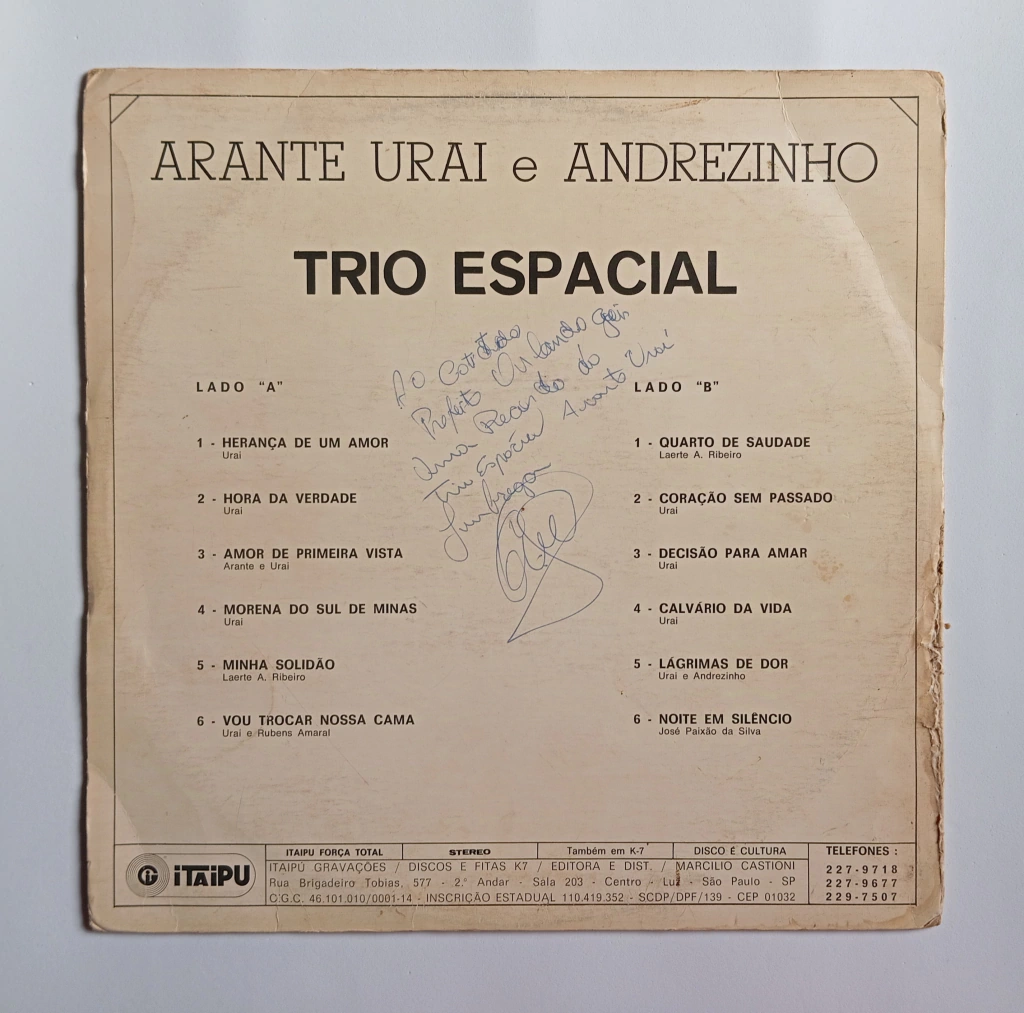 ARANTE URAI e ANDREZINHO
TRIO ESPACIAL
Ao
Prefeito Orlando
uma do
Trio Arante Urai
LADO "A"
1 - HERANÇA DE UM AMOR
Urai
2 - HORA DA VERDADE
Urai
3 - AMOR DE PRIMEIRA VISTA
Arante e Urai
4 - MORENA DO SUL DE MINAS
Urai
5 - MINHA SOLIDÃO
Laerte A. Ribeiro
6 - VOU TROCAR NOSSA CAMA
Urai e Rubens Amaral
LADO "B"
1 - QUARTO DE SAUDADE
Laerte A. Ribeiro
2 - CORAÇÃO SEM PASSADO
Urai
3 - DECISÃO PARA AMAR
Urai
4 - CALVÁRIO DA VIDA
Urai
5 - LÁGRIMAS DE DOR
Urai e Andrezinho
6 - NOITE EM SILÊNCIO
José Paixão da Silva
iTAiPU
ITAIPU FORÇA TOTAL STEREO Também em K-7 DISCO É CULTURA
ITAIPÚ GRAVAÇÕES / DISCOS E FITAS K7 / EDITORA E DIST. / MARCILIO CASTIONI
Rua Brigadeiro Tobias, 577 - 2.º Andar - Sala 203 - Centro - Luz - São Paulo - SP
C.G.C. 46.101.010/0001-14 - INSCRIÇÃO ESTADUAL 110.419.352 - SCDP/DPF/139 - CEP 01032
TELEFONES :
227-9718
227-9677
229-7507